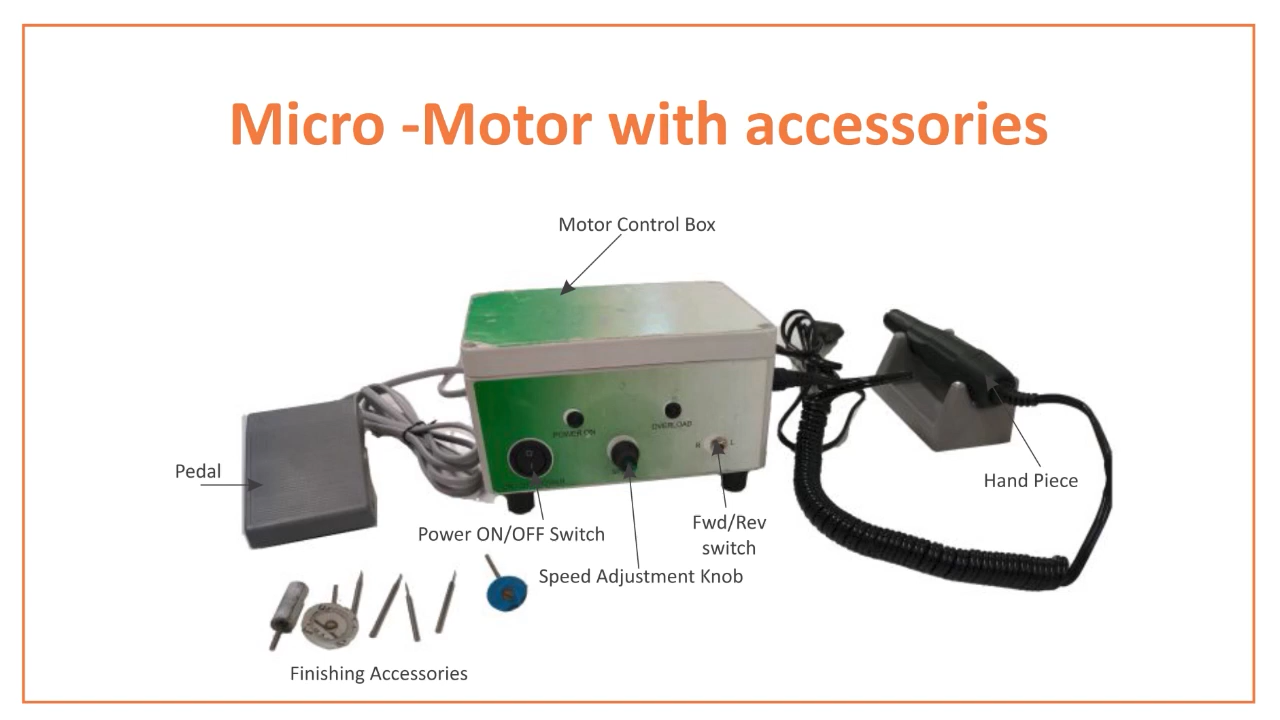 Micro -Motor with accessories
Motor Control Box
POWER ON
OVERLOAD
R
L
Pedal
Hand Piece
Power ON/OFF Switch
Fwd/Rev
switch
Speed Adjustment Knob
Finishing Accessories